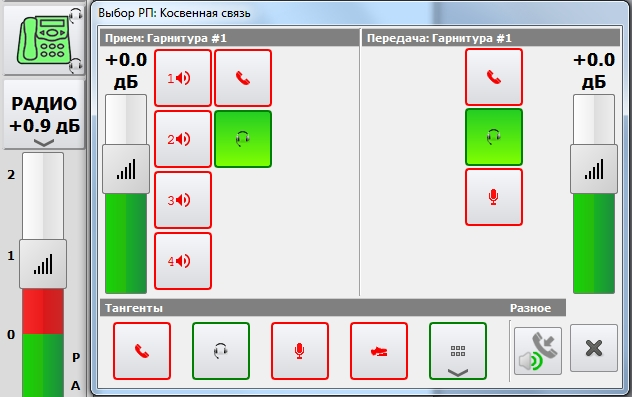 Выбор РП: Косвенная связь
Прием: Гарнитура #1
Передача: Гарнитура #1
+0.0
дБ
1
2
3
4
+0.0
дБ
РАДИО
+0.9 дБ
2
1
0
Р
А
Тангенты
Разное